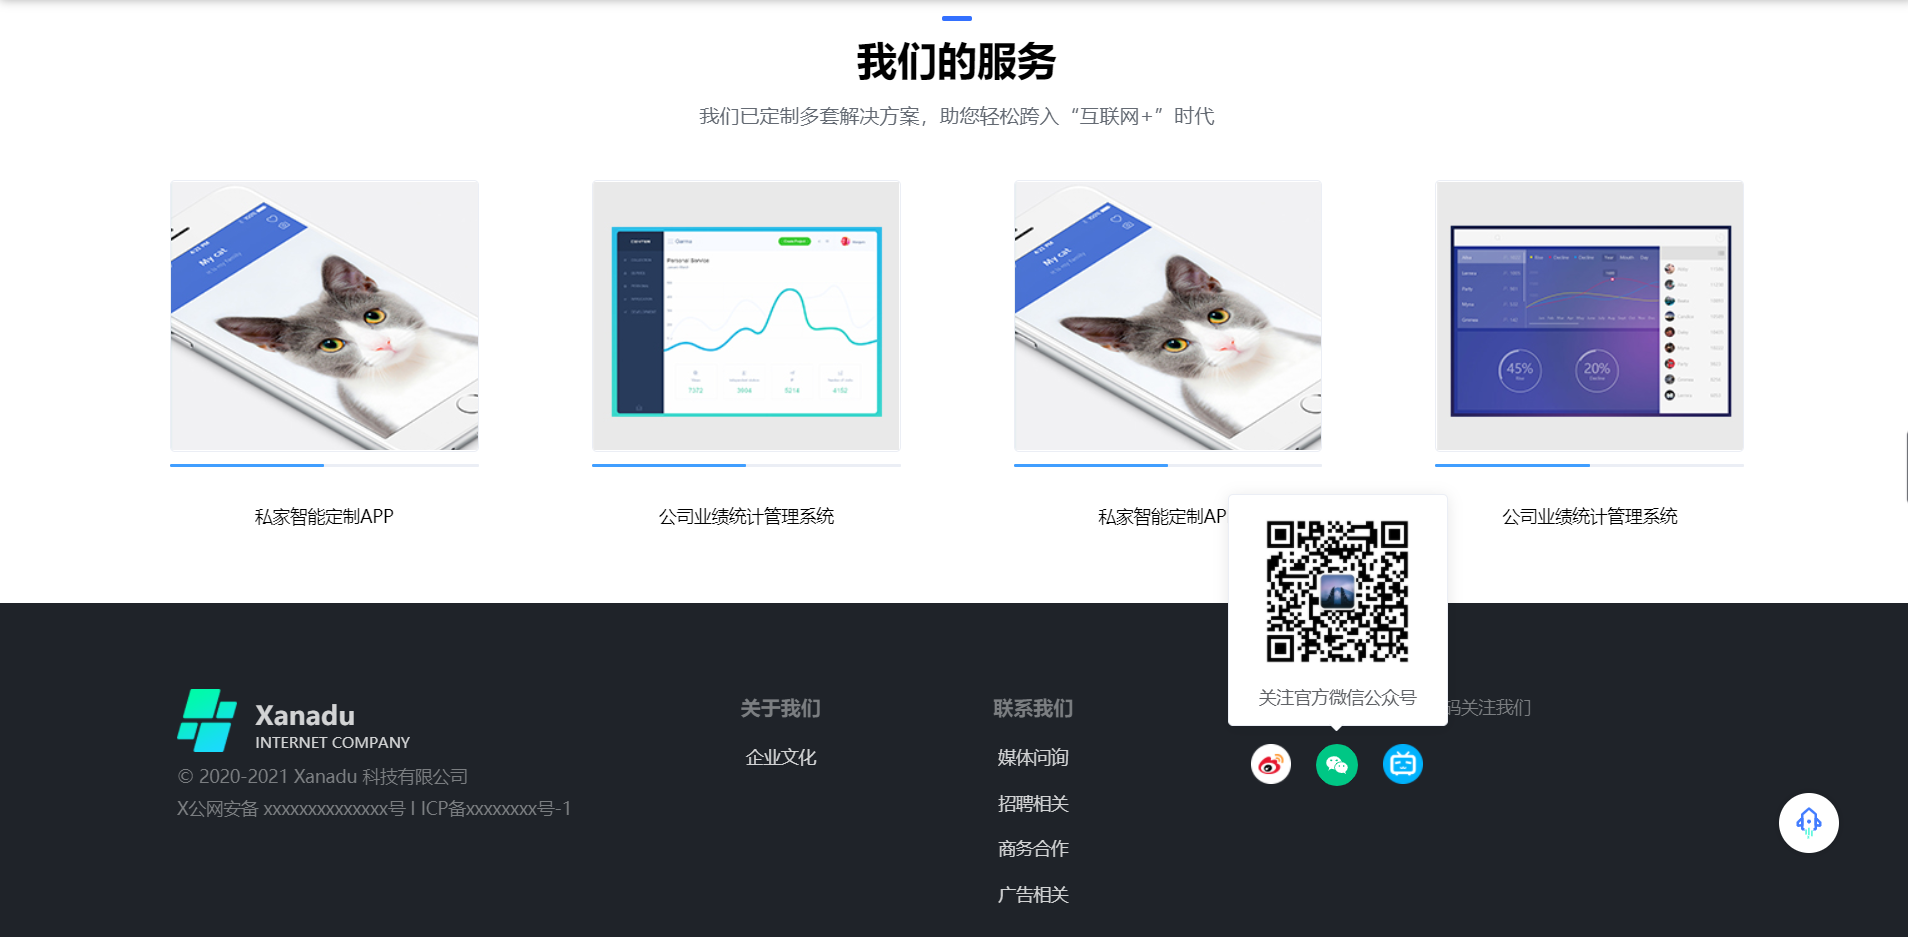 我们的服务
我们已定制多套解决方案，助您轻松跨入“互联网+”时代
My cat
Personal Service
Create Project
7372
3904
5214
4152
My cat
Rise
Decline
Decline
Year
Mouth
Day
45%
20%
私家智能定制APP
公司业绩统计管理系统
私家智能定制AP
公司业绩统计管理系统
关注官方微信公众号
Xanadu
INTERNET COMPANY
© 2020-2021 Xanadu 科技有限公司
X公网安备 xxxxxxxxxxxxxx号 I ICP备xxxxxxxx号-1
关于我们
企业文化
联系我们
媒体问询
招聘相关
商务合作
广告相关
码关注我们